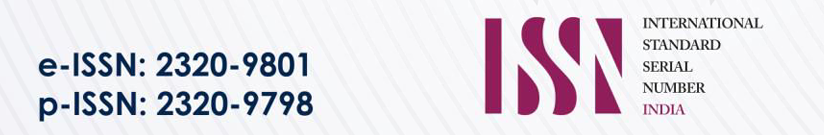 e-ISSN: 2320-9801
p-ISSN: 2320-9798
ISSN
INTERNATIONAL
STANDARD
SERIAL
NUMBER
INDIA